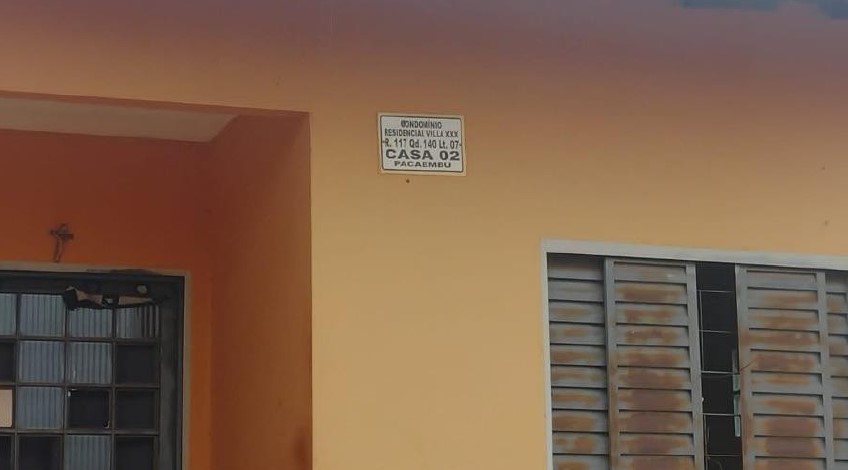 CONDOMÍNIO
RESIDENCIAL VILLA XXX
R. 117 Qd. 140 Lt. 07
CASA 02
PACAEMBU